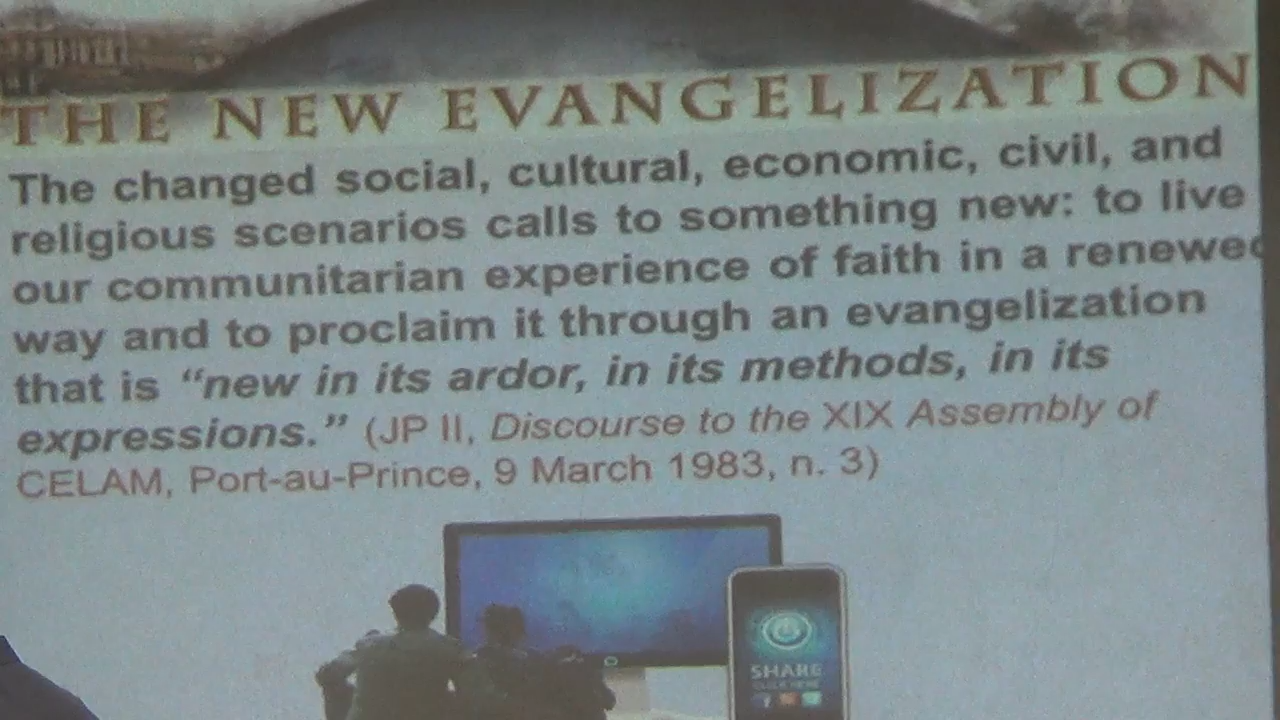 THE NEW EVANGELIZATION
The changed social, cultural, economic, civil, and
religious scenarios calls to something new: to live
our communitarian experience of faith in a renewed
way and to proclaim it through an evangelization
that is “new in its ardor, in its methods, in its
expressions.” (JP II, Discourse to the XIX Assembly of
CELAM, Port-au-Prince, 9 March 1983, n. 3)
SHARE